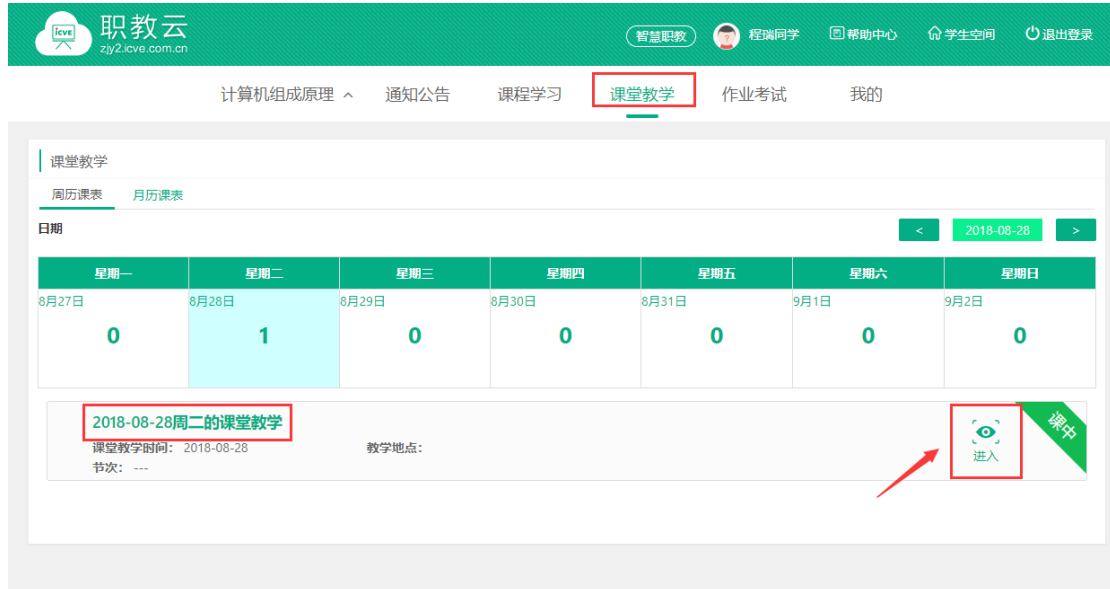 icve 职教云
zjy2.icve.com.cn
智慧职教 程瑞同学 帮助中心 学生空间 退出登录
计算机组成原理 通知公告 课程学习 课堂教学 作业考试 我的
课堂教学
周历课表 月历课表
日期 < 2018-08-28 >
星期一 星期二 星期三 星期四 星期五 星期六 星期日
8月27日 8月28日 8月29日 8月30日 8月31日 9月1日 9月2日
0 1 0 0 0 0 0
2018-08-28周二的课堂教学 课中
课堂教学时间: 2018-08-28 教学地点:
节次: --- 进入